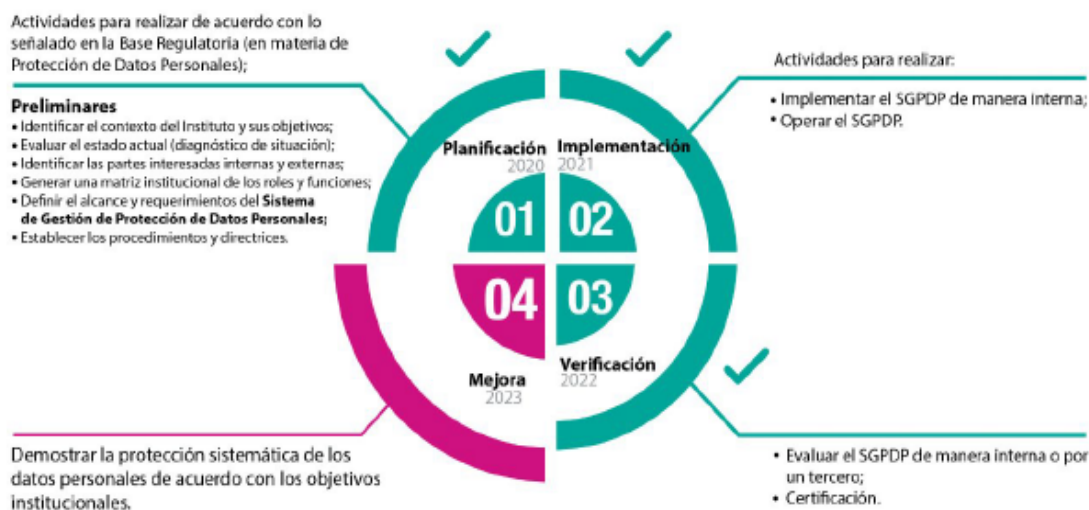 Actividades para realizar de acuerdo con lo
señalado en la Base Regulatoria (en materia de
Protección de Datos Personales);
Preliminares
• Identificar el contexto del Instituto y sus objetivos;
• Evaluar el estado actual (diagnóstico de situación);
• Identificar las partes interesadas internas y externas;
• Generar una matriz institucional de los roles y funciones;
• Definir el alcance y requerimientos del Sistema
de Gestión de Protección de Datos Personales;
• Establecer los procedimientos y directrices.
Planificación
2020
01
Implementación
2021
02
Actividades para realizar:
• Implementar el SGPDP de manera interna;
• Operar el SGPDP.
04
Mejora
2023
03
Verificación
2022
Demostrar la protección sistemática de los
datos personales de acuerdo con los objetivos
institucionales.
• Evaluar el SGPDP de manera interna o por
un tercero;
• Certificación.